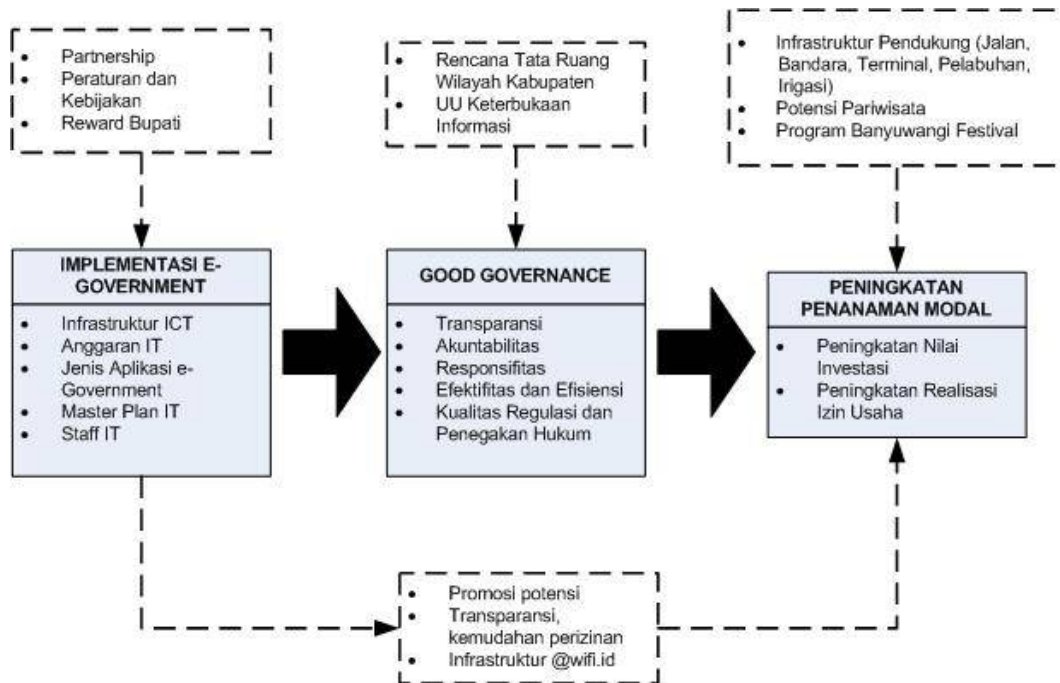 Partnership
Peraturan dan
Kebijakan
Reward Bupati
Rencana Tata Ruang
Wilayah Kabupaten
UU Keterbukaan
Informasi
Infrastruktur Pendukung (Jalan,
Bandara, Terminal, Pelabuhan,
Irigasi)
Potensi Pariwisata
Program Banyuwangi Festival
IMPLEMENTASI E-
GOVERNMENT
Infrastruktur ICT
Anggaran IT
Jenis Aplikasi e-
Government
Master Plan IT
Staff IT
GOOD GOVERNANCE
Transparansi
Akuntabilitas
Responsifitas
Efektifitas dan Efisiensi
Kualitas Regulasi dan
Penegakan Hukum
PENINGKATAN
PENANAMAN MODAL
Peningkatan Nilai
Investasi
Peningkatan Realisasi
Izin Usaha
Promosi potensi
Transparansi,
kemudahan perizinan
Infrastruktur @wifi.id